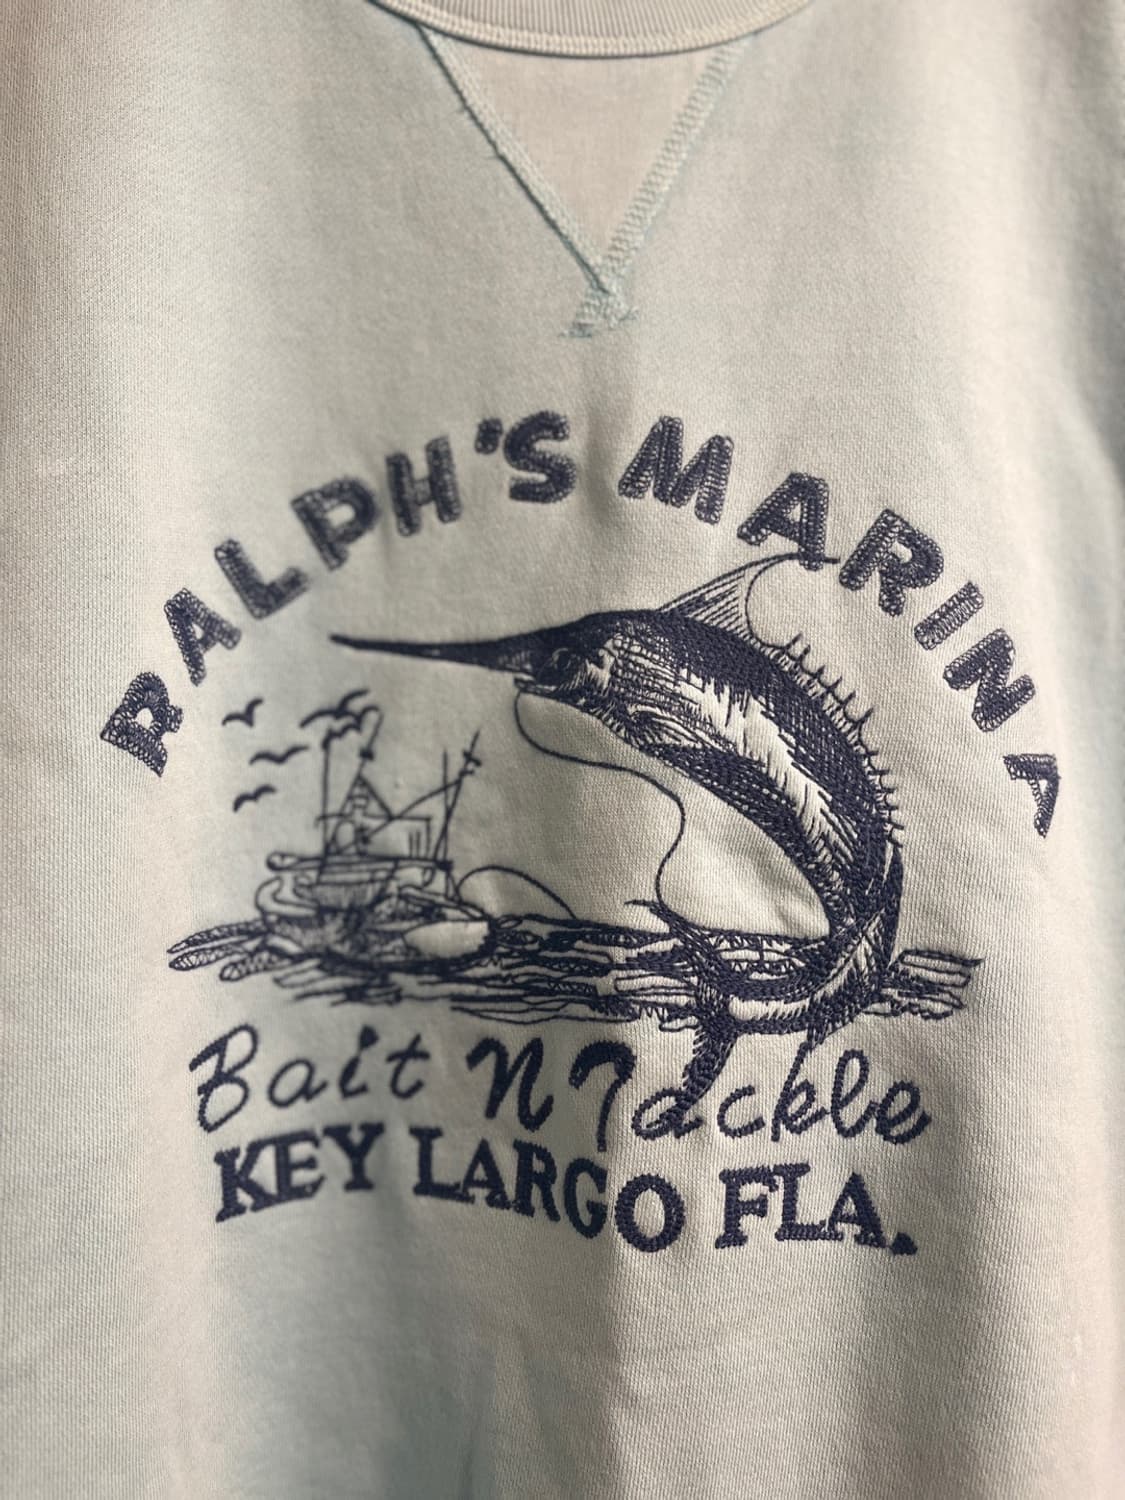 RALPH'S MARINA
Bait N Tackle
KEY LARGO FLA.